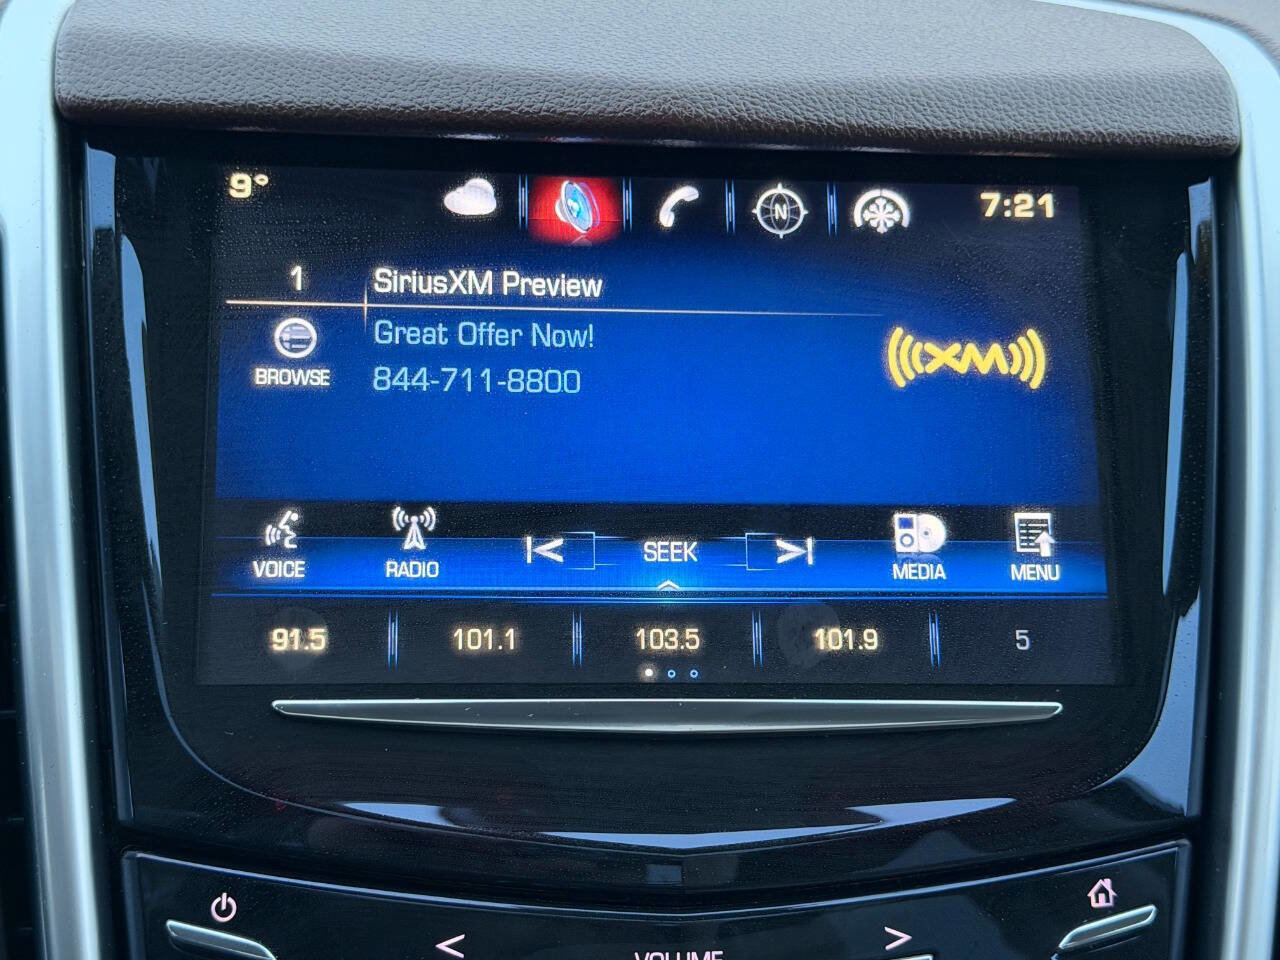 9°
N
7:21
1
SiriusXM Preview
Great Offer Now!
844-711-8800
BROWSE
XM
VOICE
RADIO
SEEK
MEDIA
MENU
91.5
101.1
103.5
101.9
5
VOLUME